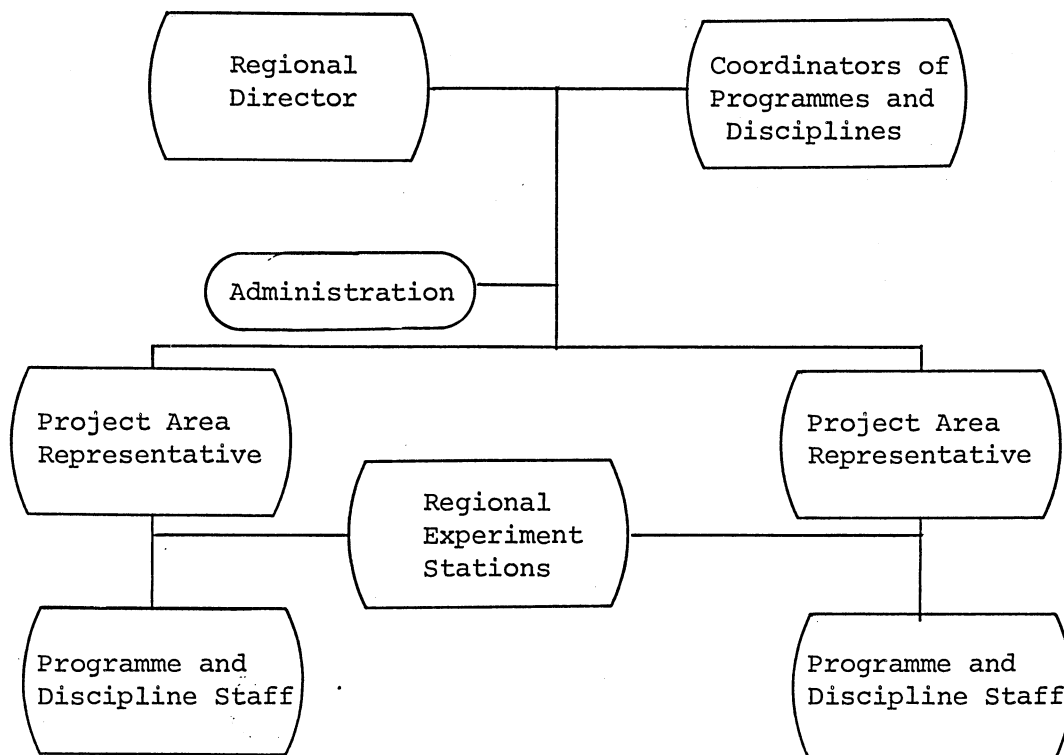 Regional
Director
Coordinators of
Programmes and
Disciplines
Administration
Project Area
Representative
Project Area
Representative
Regional
Experiment
Stations
Programme and
Discipline Staff
Programme and
Discipline Staff